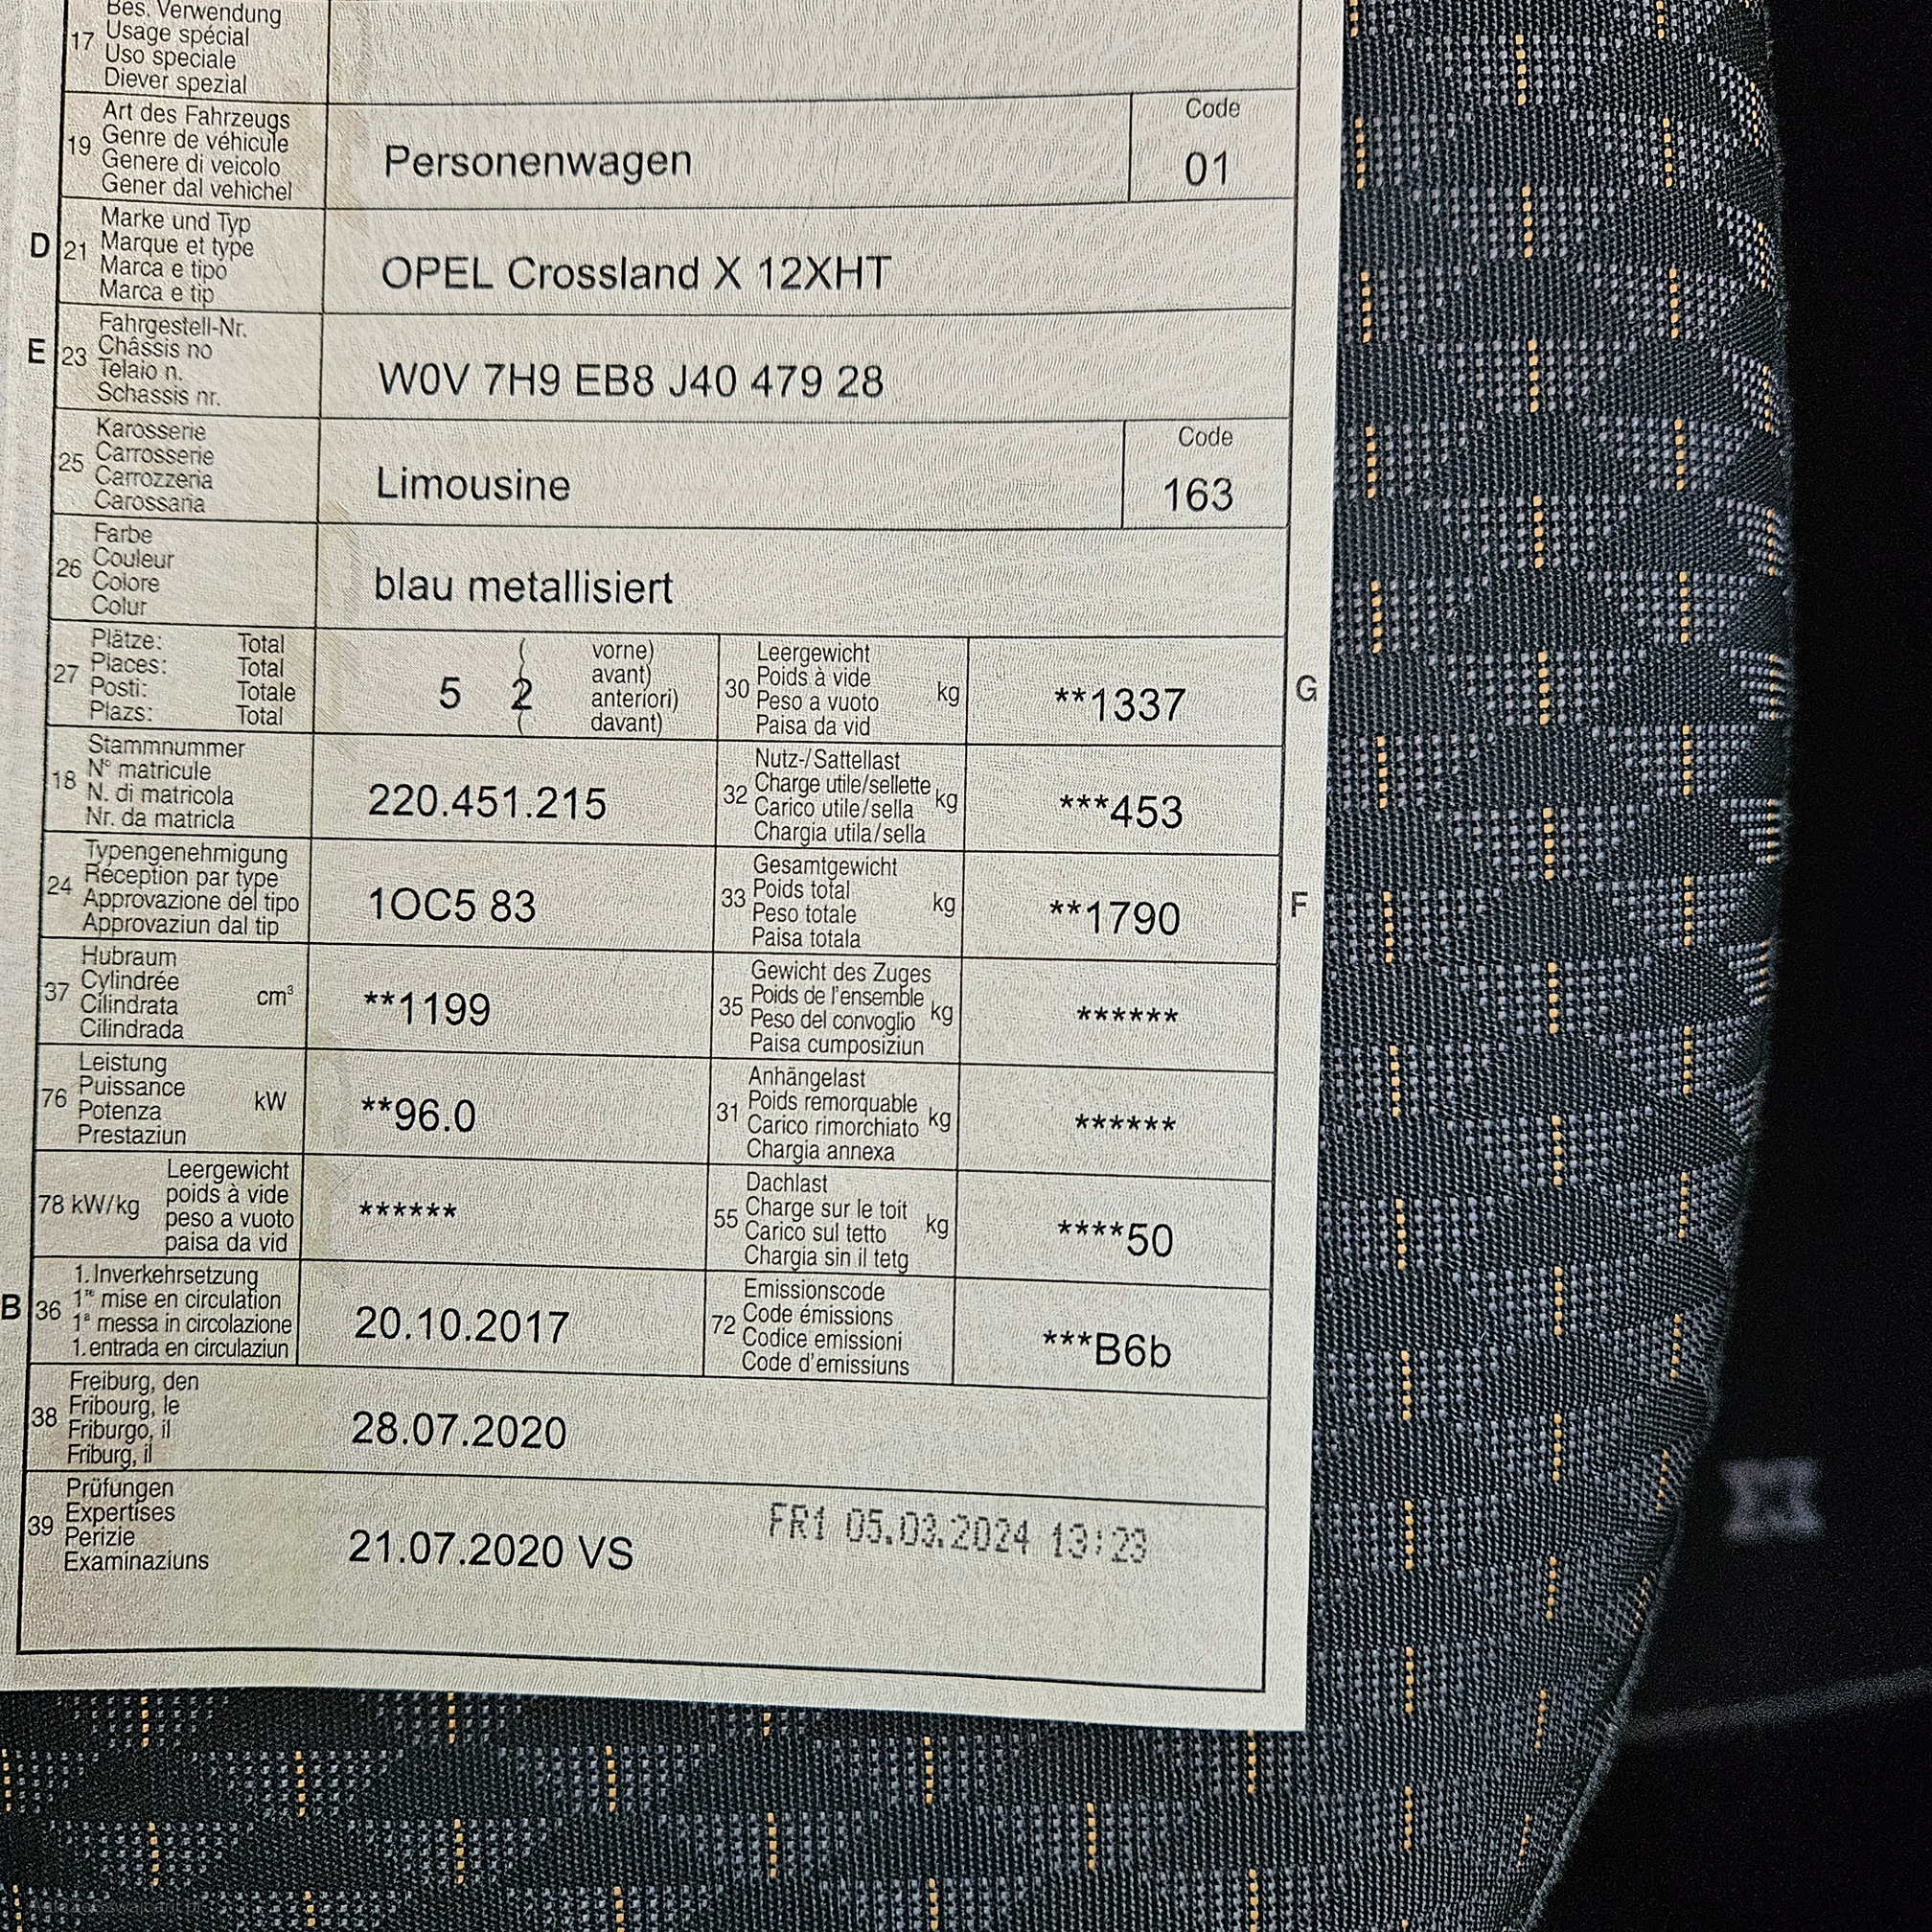 Bes. Verwendung
17 Usage spécial
Uso speciale
Diever spezial
Art des Fahrzeugs
19 Genre de véhicule
Genere di veicolo
Gener dal vehichel
Personenwagen
Code
01
D 21 Marke und Typ
Marque et type
Marca e tipo
Marca e tip
OPEL Crossland X 12XHT
E 23 Fahrgestell-Nr.
Châssis no
Telaio n.
Schassis nr.
W0V 7H9 EB8 J40 479 28
25 Karosserie
Carrosserie
Carrozzeria
Carossaria
Limousine
Code
163
26 Farbe
Couleur
Colore
Colur
blau metallisiert
27 Plätze: Total
Places: Total
Posti: Totale
Plazs: Total
5 ( 2 ( vorne)
avant)
anteriori)
davant)
30 Leergewicht
Poids à vide kg
Peso a vuoto
Paisa da vid
**1337
G
18 Stammnummer
N° matricule
N. di matricola
Nr. da matricla
220.451.215
32 Nutz-/Sattellast
Charge utile/sellette kg
Carico utile/sella
Chargia utila/sella
***453
24 Typengenehmigung
Réception par type
Approvazione del tipo
Approvaziun dal tip
1OC5 83
33 Gesamtgewicht
Poids total kg
Peso totale
Paisa totala
**1790
F
37 Hubraum
Cylindrée cm³
Cilindrata
Cilindrada
**1199
35 Gewicht des Zuges
Poids de l'ensemble kg
Peso del convoglio
Paisa cumposiziun
******
76 Leistung
Puissance kW
Potenza
Prestaziun
**96.0
31 Anhängelast
Poids remorquable kg
Carico rimorchiato
Chargia annexa
******
78 kW/kg Leergewicht
poids à vide
peso a vuoto
paisa da vid
******
55 Dachlast
Charge sur le toit kg
Carico sul tetto
Chargia sin il tetg
****50
B 36 1. Inverkehrsetzung
1re mise en circulation
1a messa in circolazione
1. entrada en circulaziun
20.10.2017
72 Emissionscode
Code émissions
Codice emissioni
Code d'emissiuns
***B6b
38 Freiburg, den
Fribourg, le
Friburgo, il
Friburg, il
28.07.2020
39 Prüfungen
Expertises
Perizie
Examinaziuns
21.07.2020 VS
FR1 05.03.2024 13:23